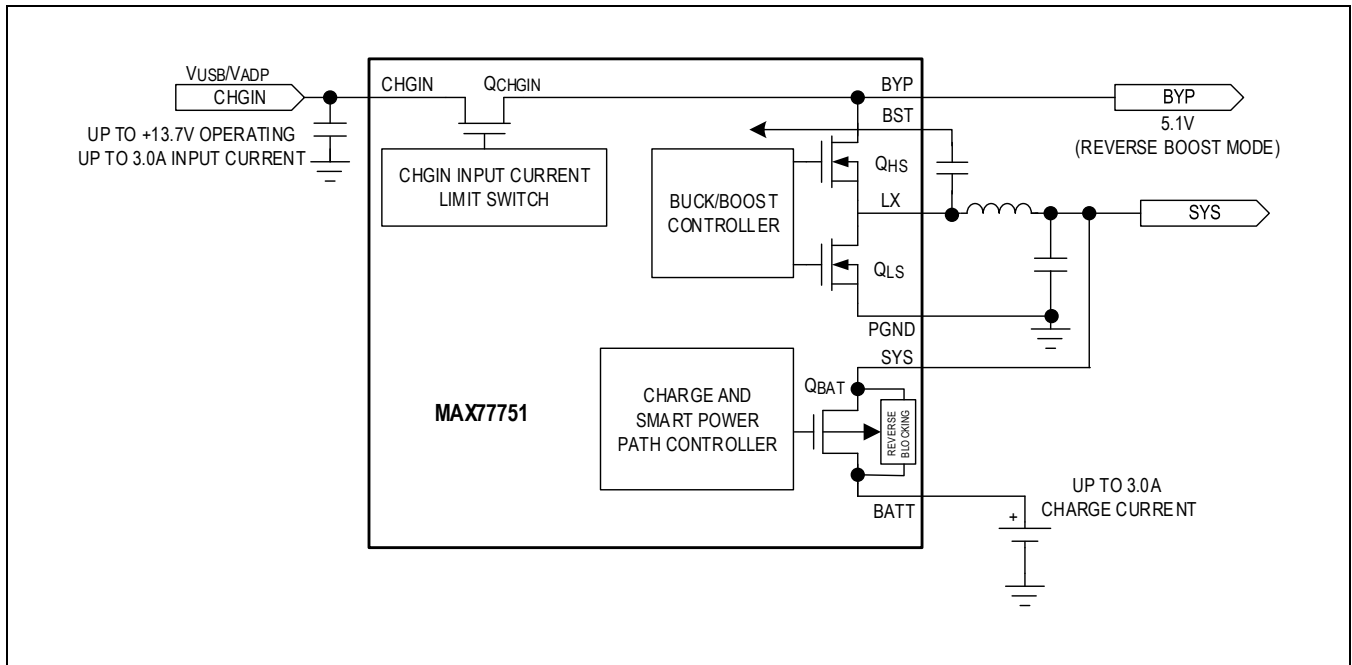 VUSB/VADP
CHGIN
UP TO +13.7V OPERATING
UP TO 3.0A INPUT CURRENT
CHGIN
QCHGIN
CHGIN INPUT CURRENT
LIMIT SWITCH
BYP
BST
BYP
5.1V
(REVERSE BOOST MODE)
BUCK/BOOST
CONTROLLER
QHS
LX
SYS
QLS
PGND
SYS
MAX77751
CHARGE AND
SMART POWER
PATH CONTROLLER
QBAT
REVERSE
BLOCKING
BATT
UP TO 3.0A
CHARGE CURRENT
+